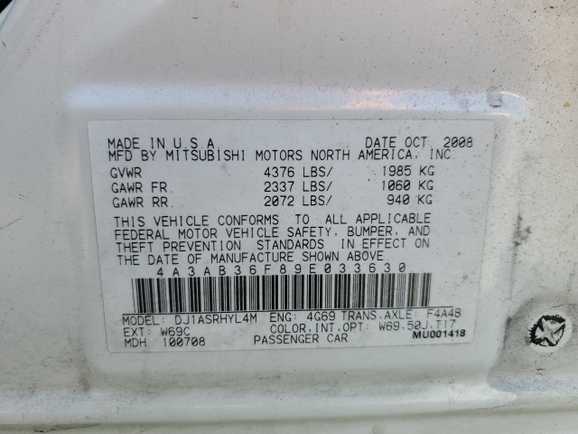 MADE IN U.S.A DATE OCT 2008
MFD BY MITSUBISHI MOTORS NORTH AMERICA, INC
GVWR 4376 LBS/ 1985 KG
GAWR FR. 2337 LBS/ 1060 KG
GAWR RR. 2072 LBS/ 940 KG
THIS VEHICLE CONFORMS TO ALL APPLICABLE
FEDERAL MOTOR VEHICLE SAFETY, BUMPER, AND
THEFT PREVENTION STANDARDS IN EFFECT ON
THE DATE OF MANUFACTURE SHOWN ABOVE
4A3AB36F89E033630
MODEL: DJ1ASRHYL4M ENG: 4G69 TRANS.AXLE: F4A4B
EXT: W69C COLOR.INT.OPT: W69.50J.T17
MDH 100708 PASSENGER CAR MU001418